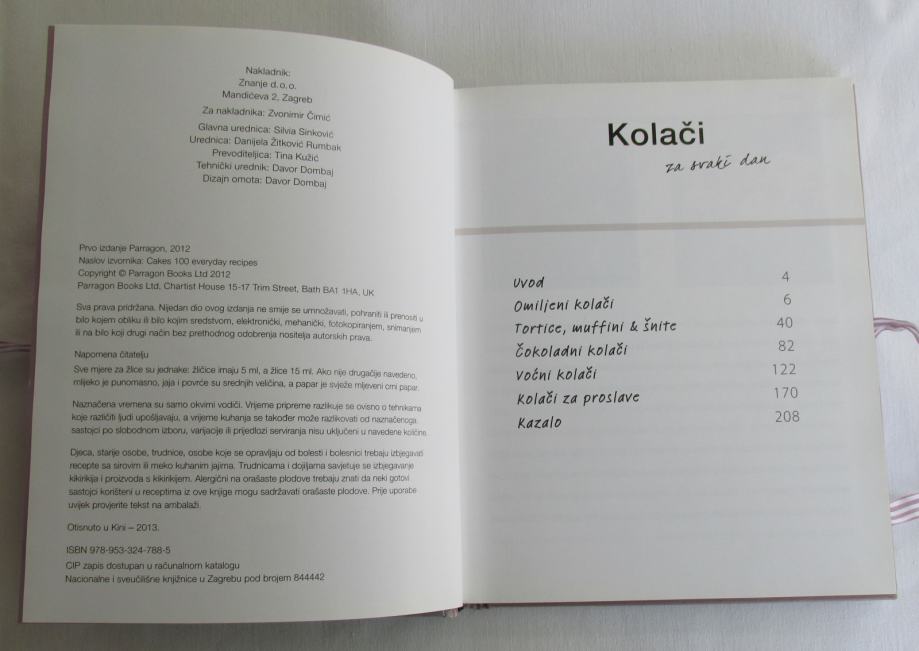 Nakladnik:
Znanje d.o.o.
Mandićeva 2, Zagreb
Za nakladnika: Zvonimir Čimić
Glavna urednica: Silvia Sinković
Urednica: Danijela Žitković Rumbak
Prevoditeljica: Tina Kužić
Tehnički urednik: Davor Dombaj
Dizajn omota: Davor Dombaj
Prvo izdanje Parragon, 2012
Naslov izvornika: Cakes 100 everyday recipes
Copyright © Parragon Books Ltd 2012
Parragon Books Ltd, Chartist House 15-17 Trim Street, Bath BA1 1HA, UK
Sva prava pridržana. Nijedan dio ovog izdanja ne smije se umnožavati, pohraniti ili prenositi u
bilo kojem obliku ili bilo kojim sredstvom, elektronički, mehanički, fotokopiranjem, snimanjem
ili na bilo koji drugi način bez prethodnog odobrenja nositelja autorskih prava.
Napomena čitatelju
Sve mjere za žlice su jednake: žličice imaju 5 ml, a žlice 15 ml. Ako nije drugačije navedeno,
mlijeko je punomasno, jaja i povrće su srednjih veličina, a papar je svježe mljeveni crni papar.
Naznačena vremena su samo okvirni vodiči. Vrijeme pripreme razlikuje se ovisno o tehnikama
koje različiti ljudi upošljavaju, a vrijeme kuhanja se također može razlikovati od naznačenoga.
sastojci po slobodnom izboru, varijacije ili prijedlozi serviranja nisu uključeni u navedene količine.
Djeca, starije osobe, trudnice, osobe koje se opravljaju od bolesti i bolesnici trebaju izbjegavati
recepte sa sirovim ili meko kuhanim jajima. Trudnicama i dojiljama savjetuje se izbjegavanje
kikirikija i proizvoda s kikirikijem. Alergični na orašaste plodove trebaju znati da neki gotovi
sastojci korišteni u receptima iz ove knjige mogu sadržavati orašaste plodove. Prije uporabe
uvijek provjerite tekst na ambalaži.
Otisnuto u Kini – 2013.
ISBN 978-953-324-788-5
CIP zapis dostupan u računalnom katalogu
Nacionalne i sveučilišne knjižnice u Zagrebu pod brojem 844442
Kolači
za svaki dan
Uvod 4
Omiljeni kolači 6
Tortice, muffini & šnite 40
Čokoladni kolači 82
Voćni kolači 122
Kolači za proslave 170
Kazalo 208